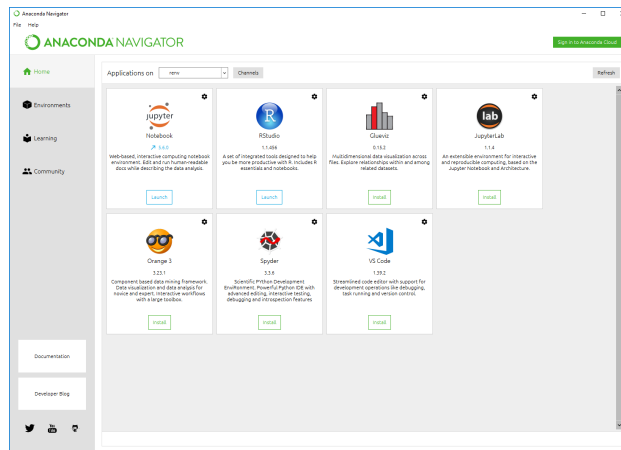 Anaconda Navigator
File Help
ANACONDA NAVIGATOR
Sign in to Anaconda Cloud
Home
Environments
Learning
Community
Documentation
Developer Blog
You
Tube
Applications on renv Channels Refresh
jupyter
Notebook
5.6.0
Web-based, interactive computing notebook
environment. Edit and run human-readable
docs while describing the data analysis.
Launch
R
RStudio
1.1.456
A set of integrated tools designed to help
you be more productive with R. Includes R
essentials and notebooks.
Launch
Glueviz
0.15.2
Multidimensional data visualization across
files. Explore relationships within and among
related datasets.
Install
lab
JupyterLab
1.1.4
An extensible environment for interactive
and reproducible computing, based on the
Jupyter Notebook and Architecture.
Install
Orange 3
3.23.1
Component based data mining framework.
Data visualization and data analysis for
novice and expert. Interactive workflows
with a large toolbox.
Install
Spyder
3.3.6
Scientific PYthon Development
EnviRonment. Powerful Python IDE with
advanced editing, interactive testing,
debugging and introspection features
Install
VS Code
1.39.2
Streamlined code editor with support for
development operations like debugging,
task running and version control.
Install